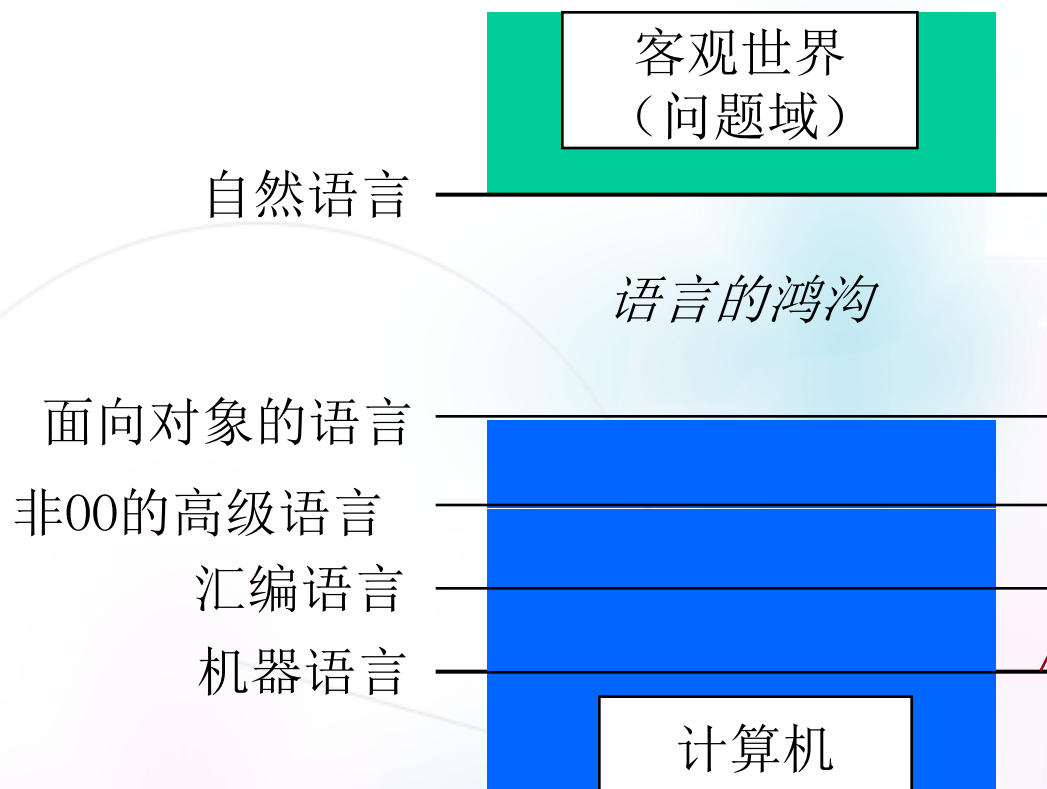 客观世界
（问题域）
自然语言
语言的鸿沟
面向对象的语言
非OO的高级语言
汇编语言
机器语言
计算机